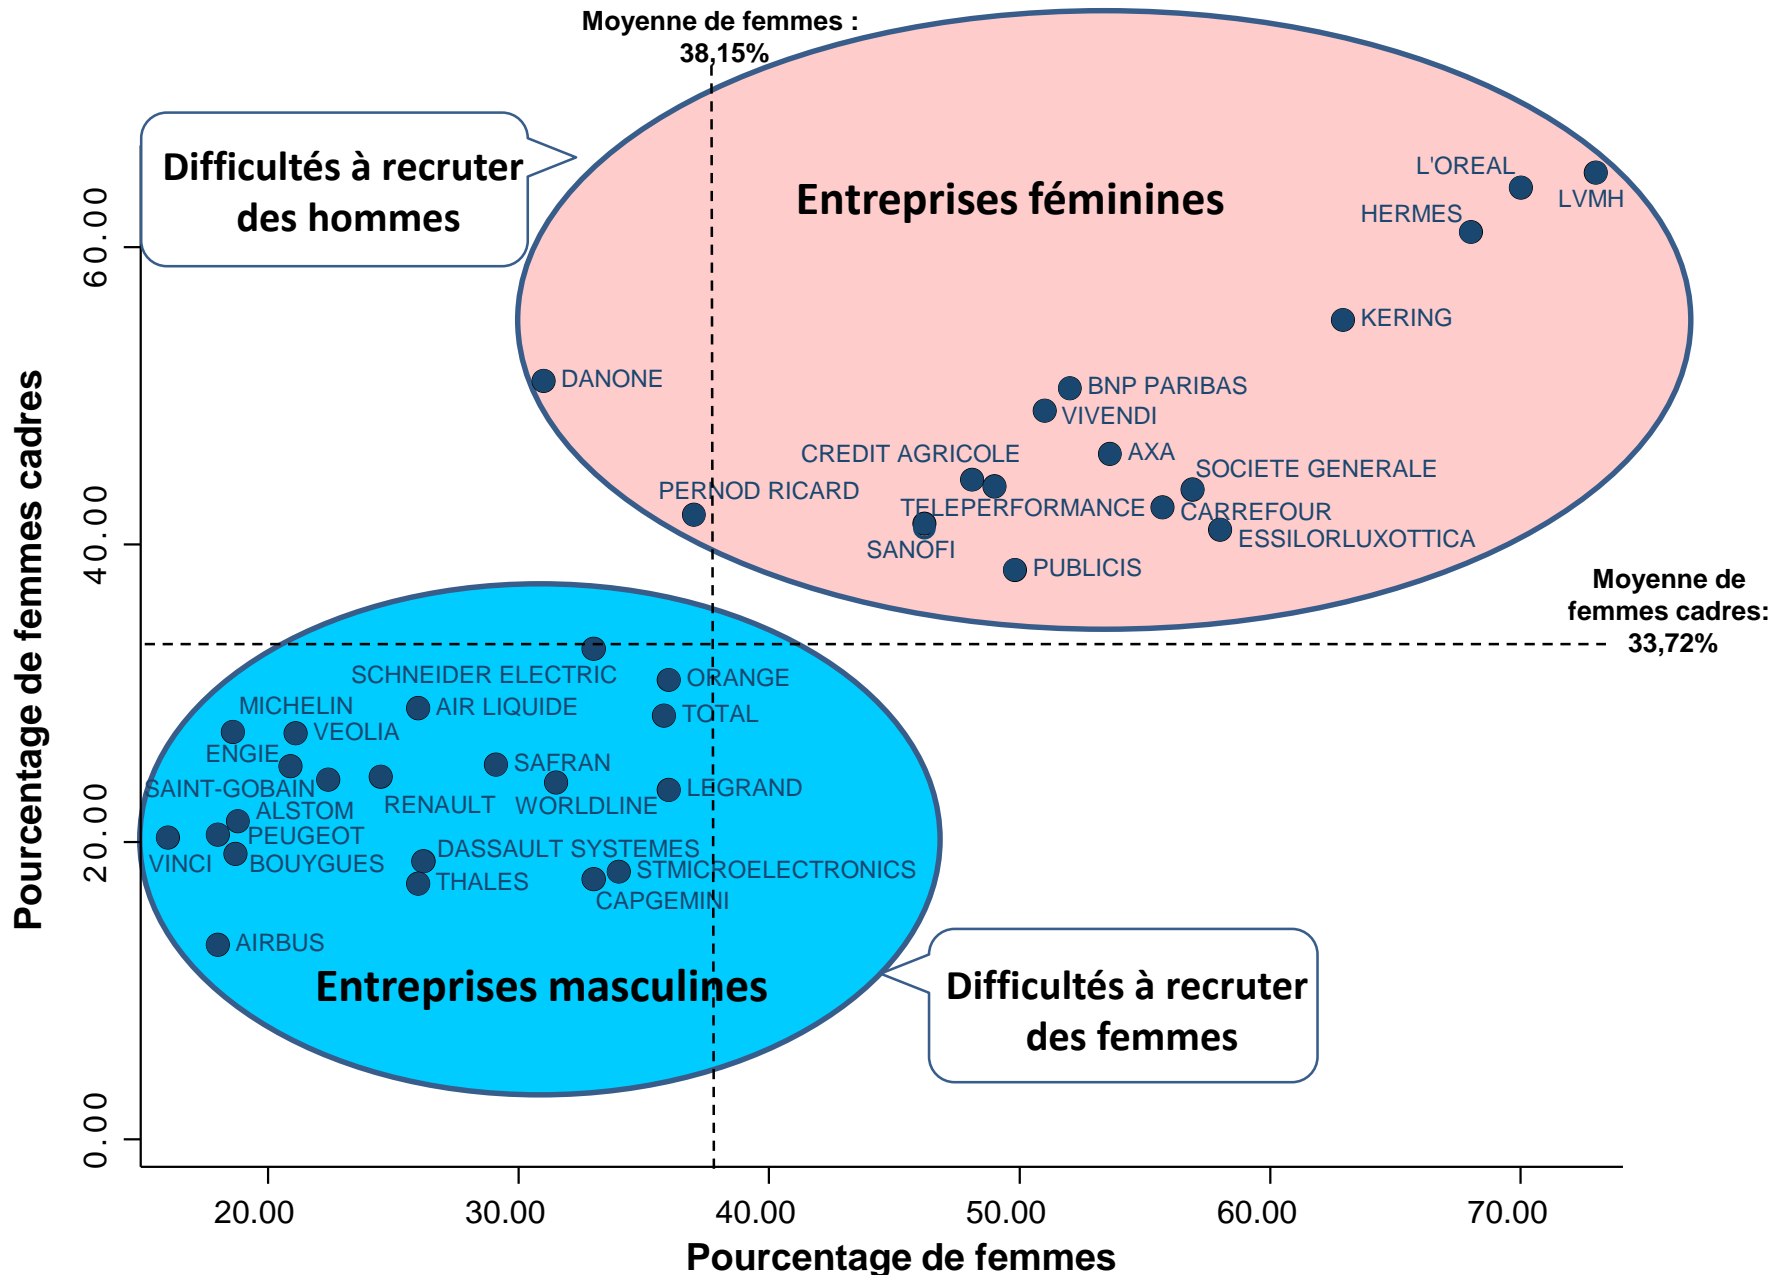 Moyenne de femmes :
38,15%
Difficultés à recruter
des hommes
Entreprises féminines
L'OREAL
LVMH
HERMES
KERING
DANONE
BNP PARIBAS
VIVENDI
CREDIT AGRICOLE
AXA
SOCIETE GENERALE
PERNOD RICARD
TELEPERFORMANCE
CARREFOUR
ESSILORLUXOTTICA
SANOFI
PUBLICIS
Moyenne de
femmes cadres:
33,72%
SCHNEIDER ELECTRIC
ORANGE
MICHELIN
AIR LIQUIDE
TOTAL
VEOLIA
ENGIE
SAFRAN
SAINT-GOBAIN
RENAULT
WORLDLINE
LEGRAND
ALSTOM
PEUGEOT
VINCI
BOUYGUES
DASSAULT SYSTEMES
STMICROELECTRONICS
THALES
CAPGEMINI
AIRBUS
Entreprises masculines
Difficultés à recruter
des femmes
Pourcentage de femmes cadres
60.00
40.00
20.00
0.00
20.00
30.00
40.00
50.00
60.00
70.00
Pourcentage de femmes